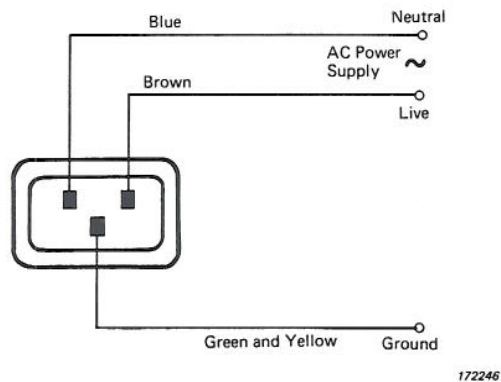 Blue
Neutral
AC Power
Supply
Brown
Live
Green and Yellow
Ground
172246